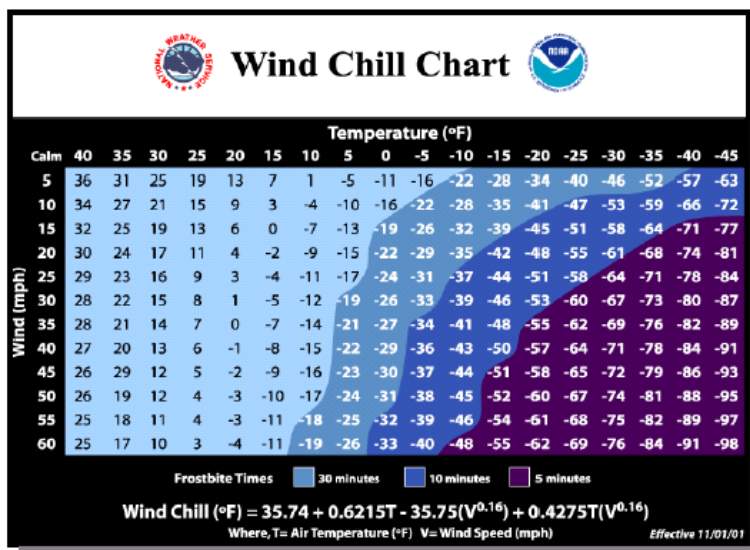 NATIONAL WEATHER SERVICE
Wind Chill Chart
NOAA
Temperature (ºF)
Calm 40 35 30 25 20 15 10 5 0 -5 -10 -15 -20 -25 -30 -35 -40 -45
Wind (mph)
5 36 31 25 19 13 7 1 -5 -11 -16 -22 -28 -34 -40 -46 -52 -57 -63
10 34 27 21 15 9 3 -4 -10 -16 -22 -28 -35 -41 -47 -53 -59 -66 -72
15 32 25 19 13 6 0 -7 -13 -19 -26 -32 -39 -45 -51 -58 -64 -71 -77
20 30 24 17 11 4 -2 -9 -15 -22 -29 -35 -42 -48 -55 -61 -68 -74 -81
25 29 23 16 9 3 -4 -11 -17 -24 -31 -37 -44 -51 -58 -64 -71 -78 -84
30 28 22 15 8 1 -5 -12 -19 -26 -33 -39 -46 -53 -60 -67 -73 -80 -87
35 28 21 14 7 0 -7 -14 -21 -27 -34 -41 -48 -55 -62 -69 -76 -82 -89
40 27 20 13 6 -1 -8 -15 -22 -29 -36 -43 -50 -57 -64 -71 -78 -84 -91
45 26 29 12 5 -2 -9 -16 -23 -30 -37 -44 -51 -58 -65 -72 -79 -86 -93
50 26 19 12 4 -3 -10 -17 -24 -31 -38 -45 -52 -60 -67 -74 -81 -88 -95
55 25 18 11 4 -3 -11 -18 -25 -32 -39 -46 -54 -61 -68 -75 -82 -89 -97
60 25 17 10 3 -4 -11 -19 -26 -33 -40 -48 -55 -62 -69 -76 -84 -91 -98
Frostbite Times 30 minutes 10 minutes 5 minutes
Wind Chill (ºF) = 35.74 + 0.6215T - 35.75(V^0.16) + 0.4275T(V^0.16)
Where, T= Air Temperature (ºF) V= Wind Speed (mph)
Effective 11/01/01